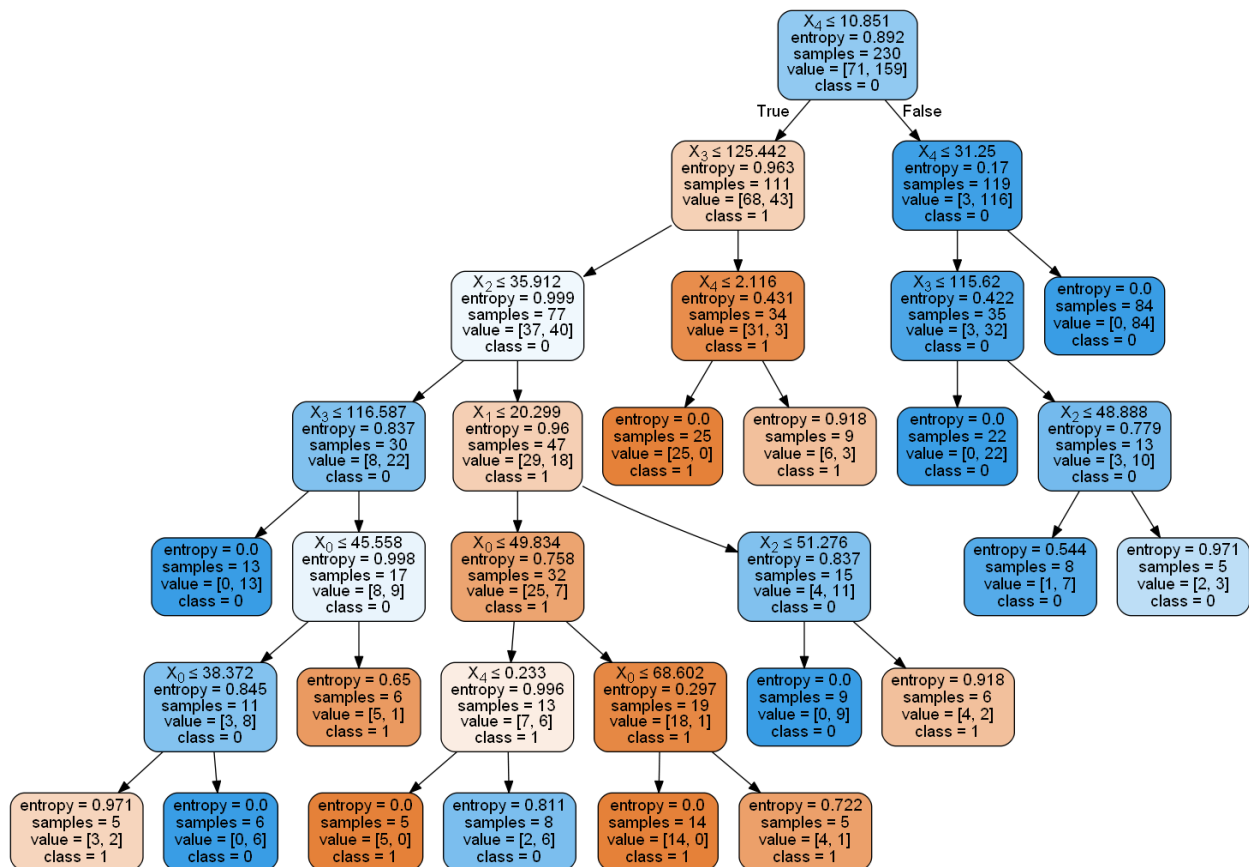 X₄ ≤ 10.851
entropy = 0.892
samples = 230
value = [71, 159]
class = 0
True
False
X₃ ≤ 125.442
entropy = 0.963
samples = 111
value = [68, 43]
class = 1
X₄ ≤ 31.25
entropy = 0.17
samples = 119
value = [3, 116]
class = 0
X₂ ≤ 35.912
entropy = 0.999
samples = 77
value = [37, 40]
class = 0
X₄ ≤ 2.116
entropy = 0.431
samples = 34
value = [31, 3]
class = 1
X₃ ≤ 115.62
entropy = 0.422
samples = 35
value = [3, 32]
class = 0
entropy = 0.0
samples = 84
value = [0, 84]
class = 0
X₃ ≤ 116.587
entropy = 0.837
samples = 30
value = [8, 22]
class = 0
X₁ ≤ 20.299
entropy = 0.96
samples = 47
value = [29, 18]
class = 1
entropy = 0.0
samples = 25
value = [25, 0]
class = 1
entropy = 0.918
samples = 9
value = [6, 3]
class = 1
entropy = 0.0
samples = 22
value = [0, 22]
class = 0
X₂ ≤ 48.888
entropy = 0.779
samples = 13
value = [3, 10]
class = 0
entropy = 0.0
samples = 13
value = [0, 13]
class = 0
X₀ ≤ 45.558
entropy = 0.998
samples = 17
value = [8, 9]
class = 0
X₀ ≤ 49.834
entropy = 0.758
samples = 32
value = [25, 7]
class = 1
X₂ ≤ 51.276
entropy = 0.837
samples = 15
value = [4, 11]
class = 0
entropy = 0.544
samples = 8
value = [1, 7]
class = 0
entropy = 0.971
samples = 5
value = [2, 3]
class = 0
X₀ ≤ 38.372
entropy = 0.845
samples = 11
value = [3, 8]
class = 0
entropy = 0.65
samples = 6
value = [5, 1]
class = 1
X₄ ≤ 0.233
entropy = 0.996
samples = 13
value = [7, 6]
class = 1
X₀ ≤ 68.602
entropy = 0.297
samples = 19
value = [18, 1]
class = 1
entropy = 0.0
samples = 9
value = [0, 9]
class = 0
entropy = 0.918
samples = 6
value = [4, 2]
class = 1
entropy = 0.971
samples = 5
value = [3, 2]
class = 1
entropy = 0.0
samples = 6
value = [0, 6]
class = 0
entropy = 0.0
samples = 5
value = [5, 0]
class = 1
entropy = 0.811
samples = 8
value = [2, 6]
class = 0
entropy = 0.0
samples = 14
value = [14, 0]
class = 1
entropy = 0.722
samples = 5
value = [4, 1]
class = 1